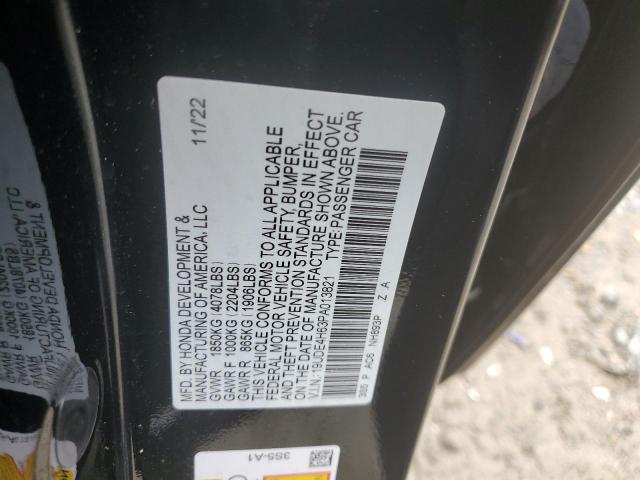 MFD. BY HONDA DEVELOPMENT &
MANUFACTURING OF AMERICA, LLC
11/22
GVWR 1850KG(4078LBS)
GAWR F 1000KG(2204LBS)
GAWR R 865KG(1906LBS)
THIS VEHICLE CONFORMS TO ALL APPLICABLE
FEDERAL MOTOR VEHICLE SAFETY, BUMPER,
AND THEFT PREVENTION STANDARDS IN EFFECT
ON THE DATE OF MANUFACTURE SHOWN ABOVE.
V.I.N.:19UDE4H63PA013821 TYPE:PASSENGER CAR
3S5 P AC6 NH893P Z A
3S5-A1